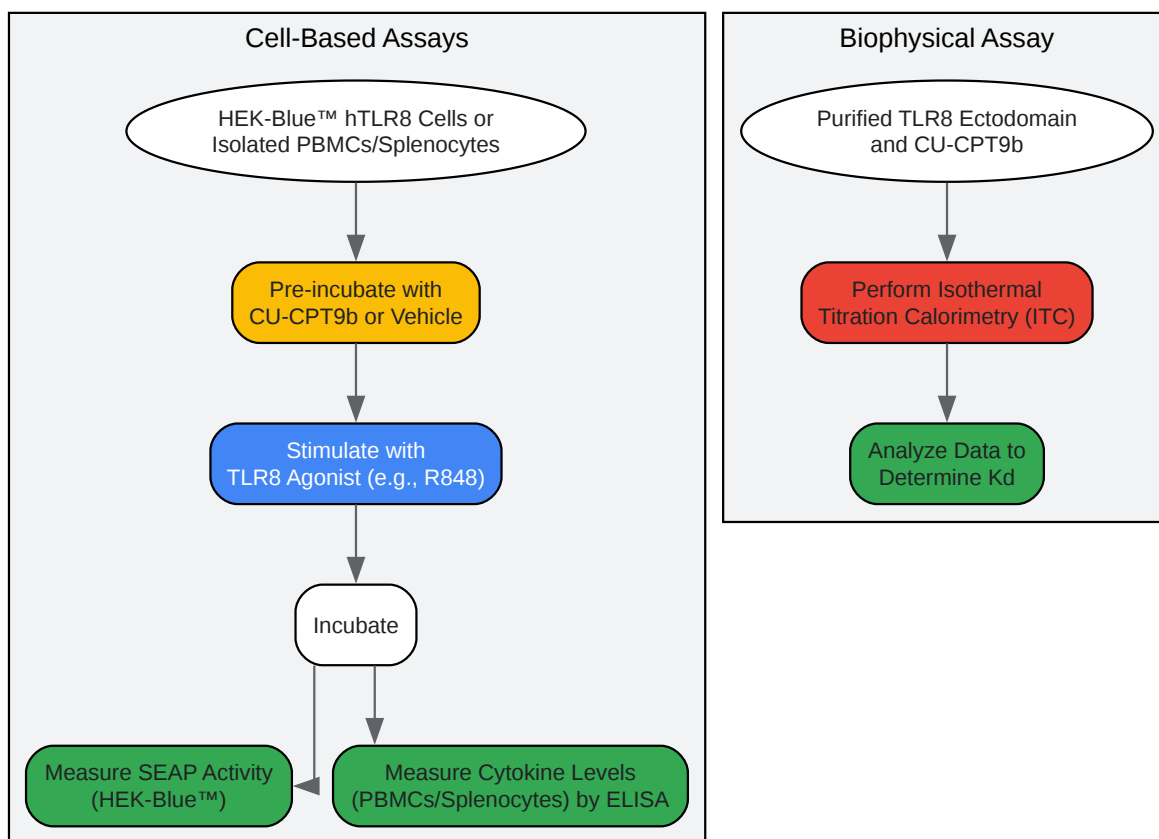 Cell-Based Assays
HEK-Blue™ hTLR8 Cells or
Isolated PBMCs/Splenocytes
Pre-incubate with
CU-CPT9b or Vehicle
Stimulate with
TLR8 Agonist (e.g., R848)
Incubate
Measure SEAP Activity
(HEK-Blue™)
Measure Cytokine Levels
(PBMCs/Splenocytes) by ELISA
Biophysical Assay
Purified TLR8 Ectodomain
and CU-CPT9b
Perform Isothermal
Titration Calorimetry (ITC)
Analyze Data to
Determine Kd